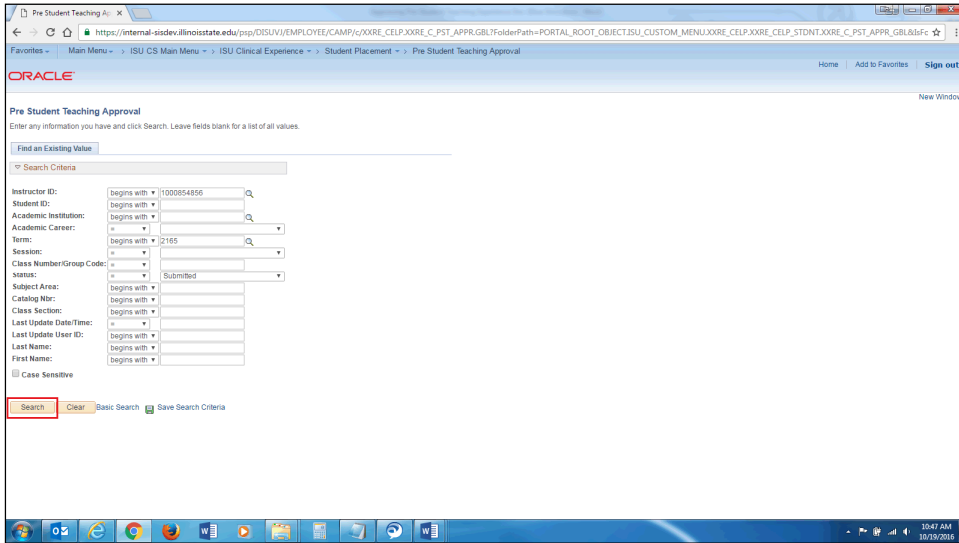 Pre Student Teaching Ap
https://internal-sisdev.illinoisstate.edu/psp/DISUVJ/EMPLOYEE/CAMP/c/XXRE_CELP.XXRE_C_PST_APPR.GBL?FolderPath=PORTAL_ROOT_OBJECT.ISU_CUSTOM_MENU.XXRE_CELP.XXRE_CELP_STDNT.XXRE_C_PST_APPR_GBL&IsFc
Favorites Main Menu > ISU CS Main Menu > ISU Clinical Experience > Student Placement > Pre Student Teaching Approval
Home Add to Favorites Sign out
ORACLE
New Window
Pre Student Teaching Approval
Enter any information you have and click Search. Leave fields blank for a list of all values.
Find an Existing Value
Search Criteria
Instructor ID: begins with 1000854856
Student ID: begins with
Academic Institution: begins with
Academic Career: =
Term: begins with 2165
Session: =
Class Number/Group Code: =
Status: = Submitted
Subject Area: begins with
Catalog Nbr: begins with
Class Section: begins with
Last Update Date/Time: =
Last Update User ID: begins with
Last Name: begins with
First Name: begins with
Case Sensitive
Search Clear Basic Search Save Search Criteria
10:47 AM
10/19/2016